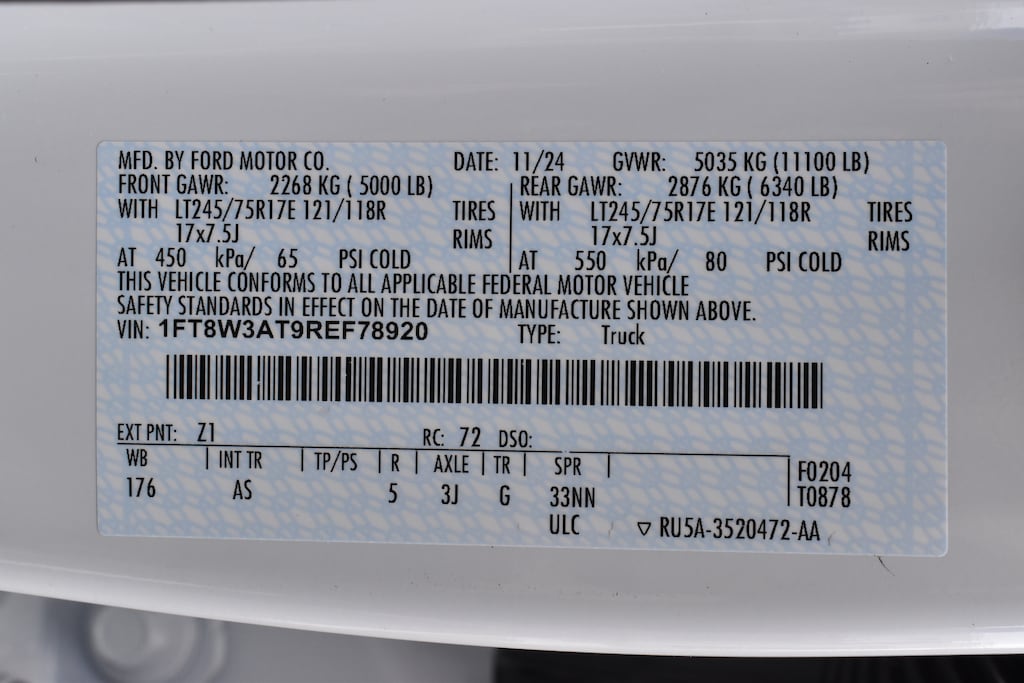 MFD. BY FORD MOTOR CO. DATE: 11/24 GVWR: 5035 KG (11100 LB)
FRONT GAWR: 2268 KG ( 5000 LB) REAR GAWR: 2876 KG ( 6340 LB)
WITH LT245/75R17E 121/118R TIRES WITH LT245/75R17E 121/118R TIRES
17x7.5J RIMS 17x7.5J RIMS
AT 450 kPa/ 65 PSI COLD AT 550 kPa/ 80 PSI COLD
THIS VEHICLE CONFORMS TO ALL APPLICABLE FEDERAL MOTOR VEHICLE
SAFETY STANDARDS IN EFFECT ON THE DATE OF MANUFACTURE SHOWN ABOVE.
VIN: 1FT8W3AT9REF78920 TYPE: Truck
EXT PNT: Z1 RC: 72 DSO:
WB INT TR TP/PS R AXLE TR SPR F0204
176 AS 5 3J G 33NN T0878
ULC ▽ RU5A-3520472-AA